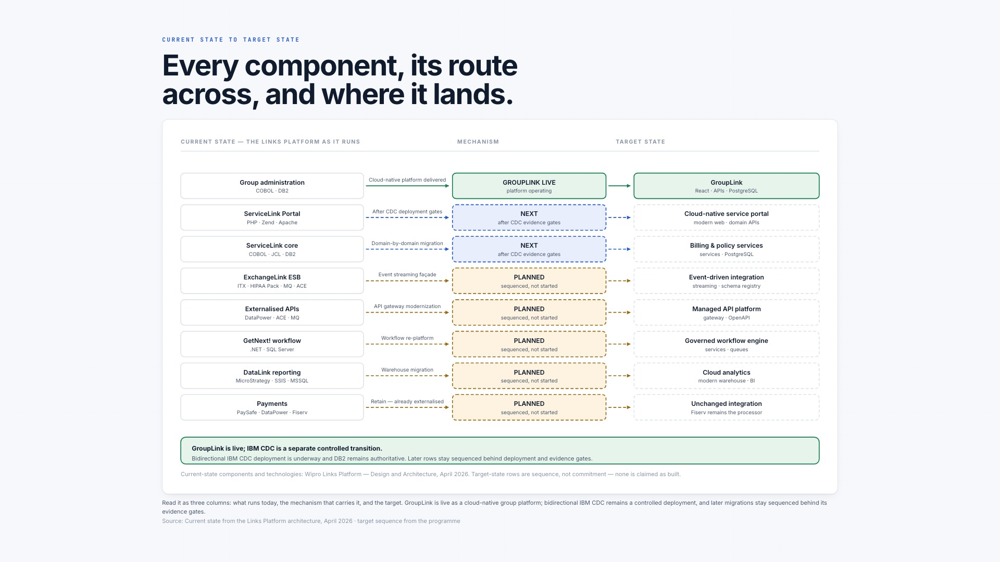 CURRENT STATE TO TARGET STATE
Every component, its route
across, and where it lands.
CURRENT STATE — THE LINKS PLATFORM AS IT RUNS
MECHANISM
TARGET STATE
Group administration
COBOL · DB2
Cloud-native platform delivered
GROUPLINK LIVE
platform operating
GroupLink
React · APIs · PostgreSQL
ServiceLink Portal
PHP · Zend · Apache
After CDC deployment gates
NEXT
after CDC evidence gates
Cloud-native service portal
modern web · domain APIs
ServiceLink core
COBOL · JCL · DB2
Domain-by-domain migration
NEXT
after CDC evidence gates
Billing & policy services
services · PostgreSQL
ExchangeLink ESB
ITX · HIPAA Pack · MQ · ACE
Event streaming façade
PLANNED
sequenced, not started
Event-driven integration
streaming · schema registry
Externalised APIs
DataPower · ACE · MQ
API gateway modernization
PLANNED
sequenced, not started
Managed API platform
gateway · OpenAPI
GetNext! workflow
.NET · SQL Server
Workflow re-platform
PLANNED
sequenced, not started
Governed workflow engine
services · queues
DataLink reporting
MicroStrategy · SSIS · MSSQL
Warehouse migration
PLANNED
sequenced, not started
Cloud analytics
modern warehouse · BI
Payments
PaySafe · DataPower · Fiserv
Retain — already externalised
PLANNED
sequenced, not started
Unchanged integration
Fiserv remains the processor
GroupLink is live; IBM CDC is a separate controlled transition.
Bidirectional IBM CDC deployment is underway and DB2 remains authoritative. Later rows stay sequenced behind deployment and evidence gates.
Current-state components and technologies: Wipro Links Platform — Design and Architecture, April 2026. Target-state rows are sequence, not commitment — none is claimed as built.
Read it as three columns: what runs today, the mechanism that carries it, and the target. GroupLink is live as a cloud-native group platform; bidirectional IBM CDC remains a controlled deployment, and later migrations stay sequenced behind its
evidence gates.
Source: Current state from the Links Platform architecture, April 2026 · target sequence from the programme